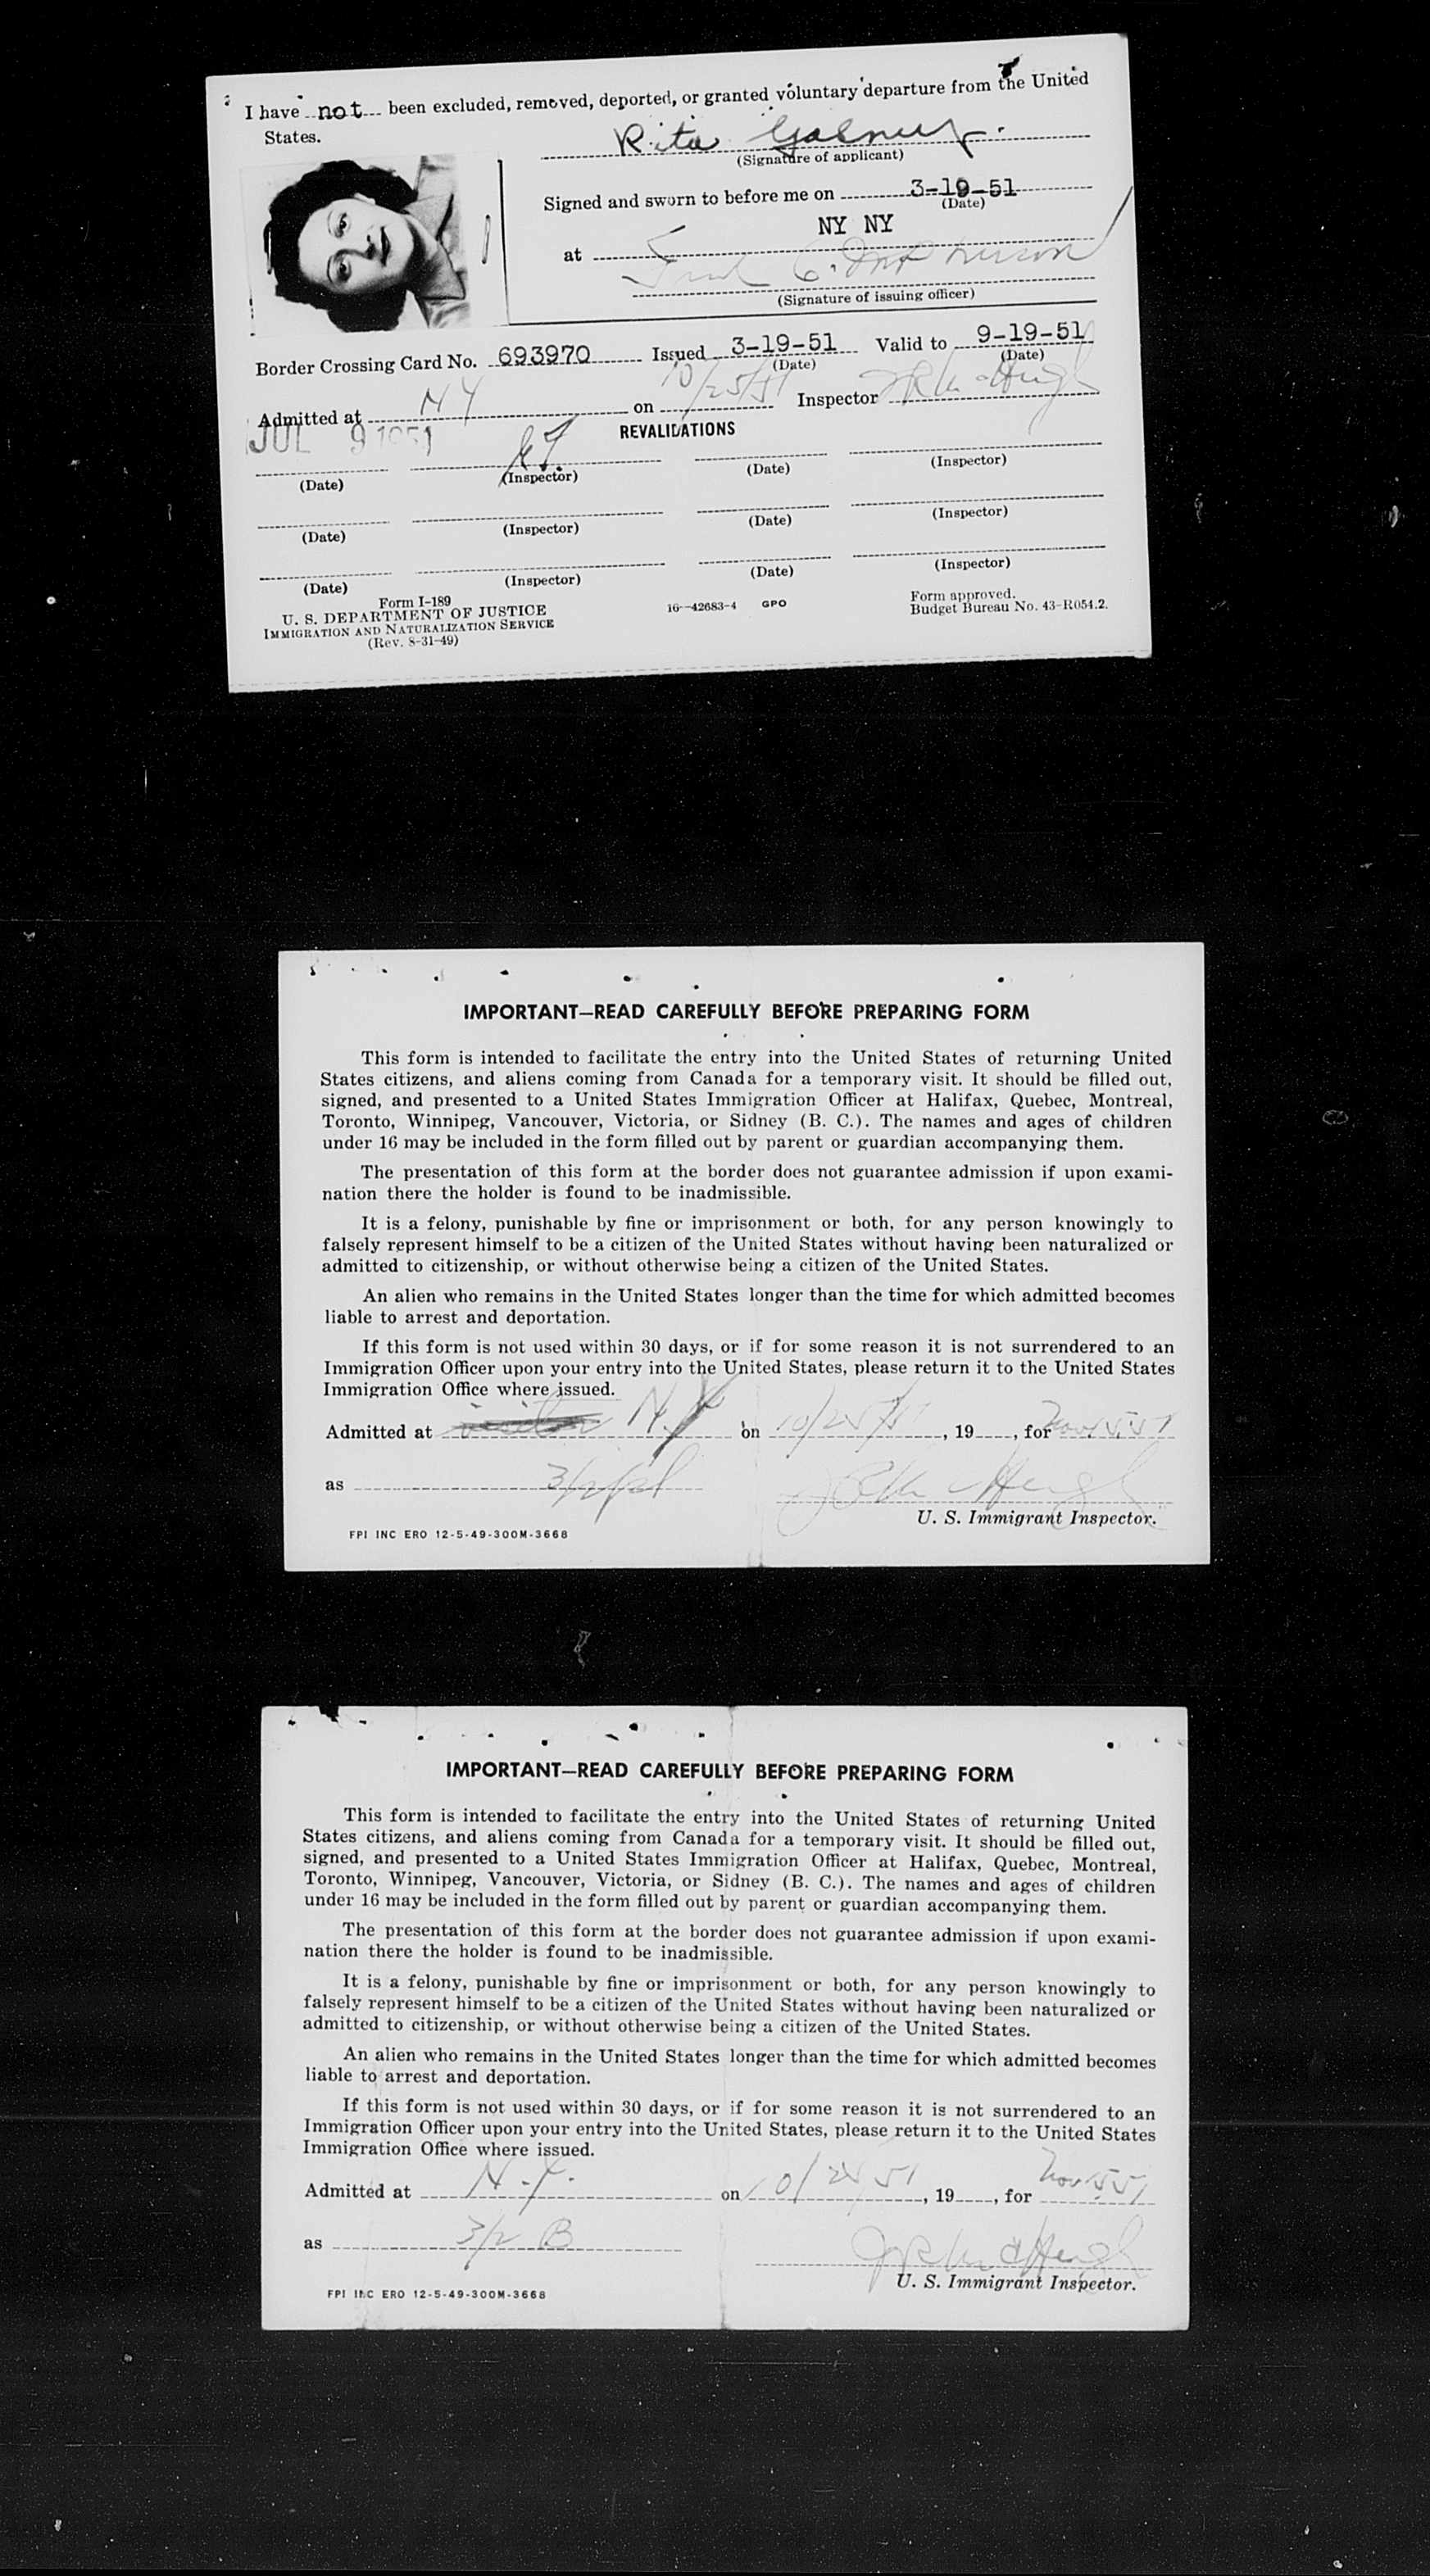 I have not been excluded, removed, deported, or granted voluntary departure from the United
States.
Rita
(Signature of applicant)
Signed and sworn to before me on 3-19-51
(Date)
NY NY
at
(Signature of issuing officer)
Border Crossing Card No. 693970 Issued 3-19-51 Valid to 9-19-51
(Date) (Date)
Admitted at NY on 10/25/51 Inspector
JUL 9 1951
REVALIDATIONS
(Date) (Inspector) (Date) (Inspector)
(Date) (Inspector) (Date) (Inspector)
(Date) (Inspector) (Date) (Inspector)
Form I-189
U. S. DEPARTMENT OF JUSTICE
IMMIGRATION AND NATURALIZATION SERVICE
(Rev. 8-31-49)
16—42683-4 GPO
Form approved.
Budget Bureau No. 43-R054.2.
IMPORTANT—READ CAREFULLY BEFORE PREPARING FORM
This form is intended to facilitate the entry into the United States of returning United
States citizens, and aliens coming from Canada for a temporary visit. It should be filled out,
signed, and presented to a United States Immigration Officer at Halifax, Quebec, Montreal,
Toronto, Winnipeg, Vancouver, Victoria, or Sidney (B. C.). The names and ages of children
under 16 may be included in the form filled out by parent or guardian accompanying them.
The presentation of this form at the border does not guarantee admission if upon exami-
nation there the holder is found to be inadmissible.
It is a felony, punishable by fine or imprisonment or both, for any person knowingly to
falsely represent himself to be a citizen of the United States without having been naturalized or
admitted to citizenship, or without otherwise being a citizen of the United States.
An alien who remains in the United States longer than the time for which admitted becomes
liable to arrest and deportation.
If this form is not used within 30 days, or if for some reason it is not surrendered to an
Immigration Officer upon your entry into the United States, please return it to the United States
Immigration Office where issued.
Admitted at N.Y on 10/25/51, 19, for Nov 15, 51
as
U. S. Immigrant Inspector.
FPI INC ERO 12-5-49-300M-3668
IMPORTANT—READ CAREFULLY BEFORE PREPARING FORM
This form is intended to facilitate the entry into the United States of returning United
States citizens, and aliens coming from Canada for a temporary visit. It should be filled out,
signed, and presented to a United States Immigration Officer at Halifax, Quebec, Montreal,
Toronto, Winnipeg, Vancouver, Victoria, or Sidney (B. C.). The names and ages of children
under 16 may be included in the form filled out by parent or guardian accompanying them.
The presentation of this form at the border does not guarantee admission if upon exami-
nation there the holder is found to be inadmissible.
It is a felony, punishable by fine or imprisonment or both, for any person knowingly to
falsely represent himself to be a citizen of the United States without having been naturalized or
admitted to citizenship, or without otherwise being a citizen of the United States.
An alien who remains in the United States longer than the time for which admitted becomes
liable to arrest and deportation.
If this form is not used within 30 days, or if for some reason it is not surrendered to an
Immigration Officer upon your entry into the United States, please return it to the United States
Immigration Office where issued.
Admitted at N.Y. on 10/25 51, 19, for Nov 15 51
as 3/2 B
U. S. Immigrant Inspector.
FPI INC ERO 12-5-49-300M-3668